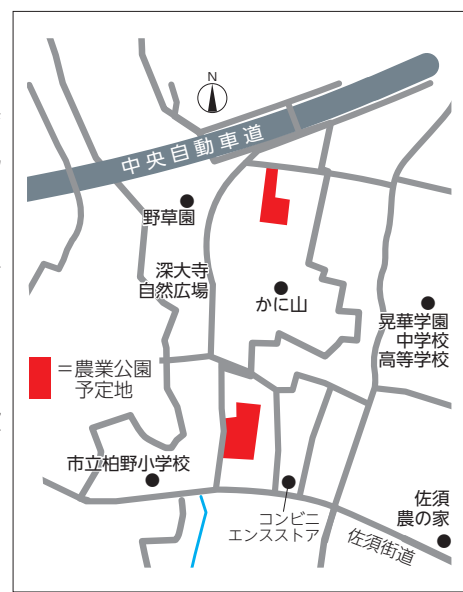 N
中央自動車道
野草園
深大寺
自然広場
かに山
晃華学園
中学校
高等学校
＝農業公園
予定地
市立柏野小学校
コンビニ
エンスストア
佐須
農の家
佐須街道